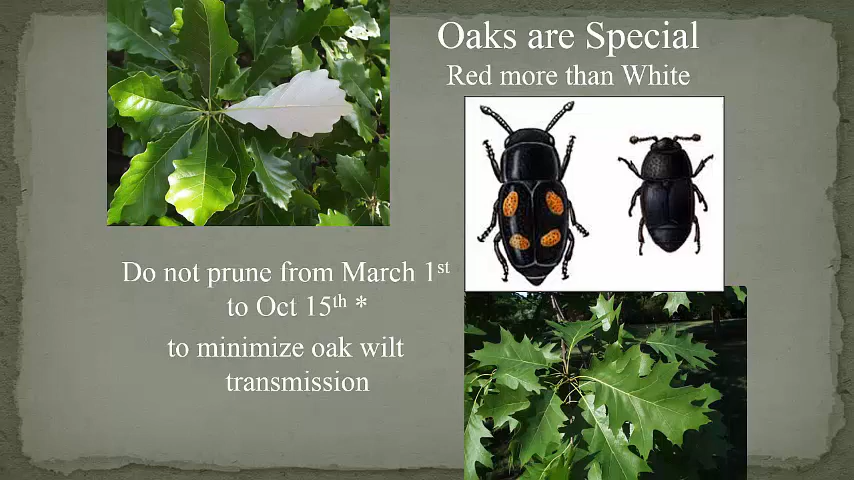 Oaks are Special
Red more than White
Do not prune from March 1st
to Oct 15th *
to minimize oak wilt
transmission